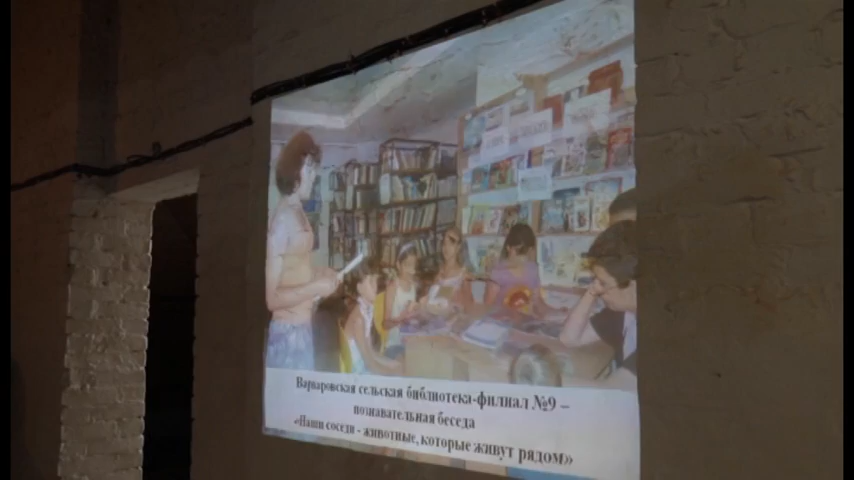 Варваровская сельская библиотека-филиал №9 –
познавательная беседа
«Наши соседи - животные, которые живут рядом»